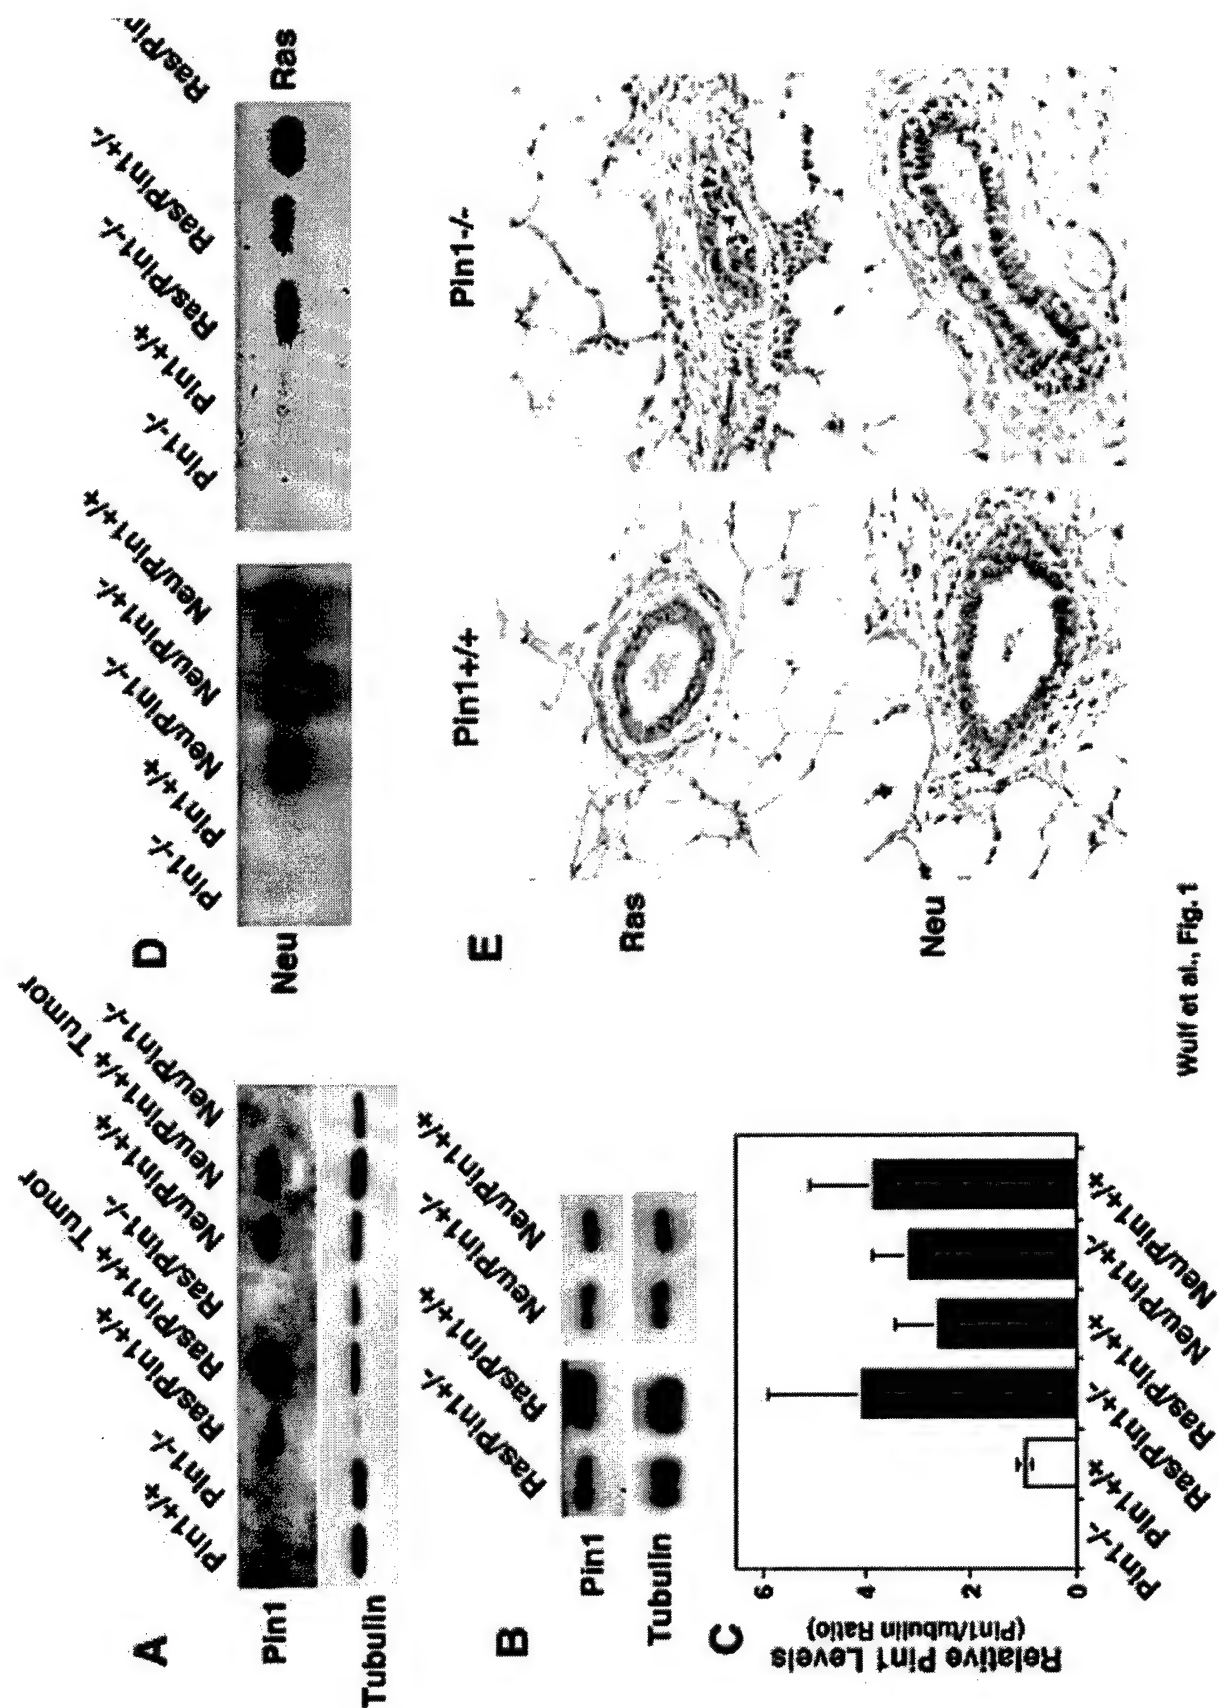 A
Pin1+/+
Pin1-/-
Ras/Pin1+/+
Ras/Pin1+/+ Tumor
Ras/Pin1-/-
Neu/Pin1+/+
Neu/Pin1+/+ Tumor
Neu/Pin1-/-
Pin1
Tubulin
B
Ras/Pin1+/-
Ras/Pin1+/+
Neu/Pin1+/-
Neu/Pin1+/+
Pin1
Tubulin
C
Relative Pin1 Levels
(Pin1/tubulin Ratio)
6
4
2
0
Pin1-/-
Pin1+/+
Ras/Pin1+/-
Ras/Pin1+/+
Neu/Pin1+/-
Neu/Pin1+/+
D
Pin1-/-
Pin1+/+
Neu/Pin1-/-
Neu/Pin1+/-
Neu/Pin1+/+
Neu
Pin1-/-
Pin1+/+
Ras/Pin1-/-
Ras/Pin1+/-
Ras
E
Pin1+/+
Pin1-/-
Ras
Neu
Wulf et al., Fig. 1